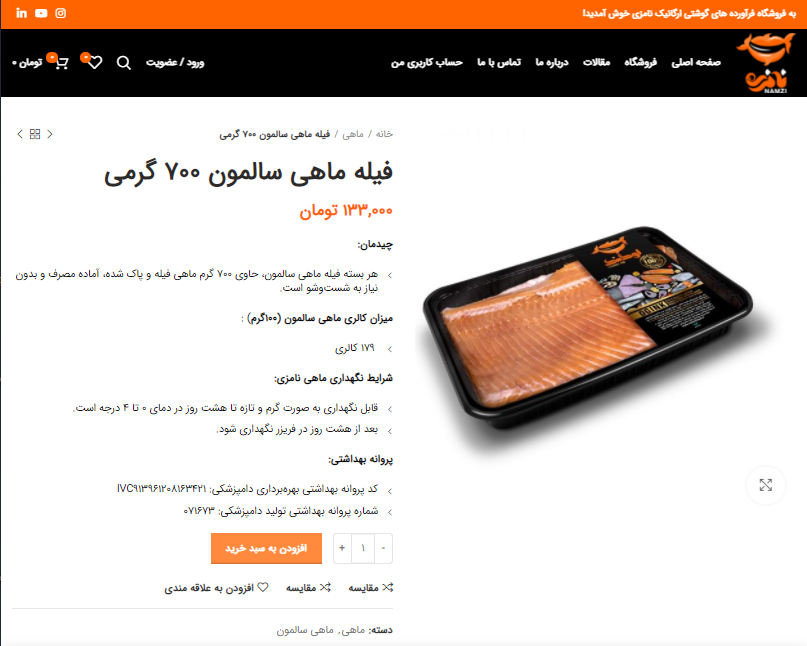 به فروشگاه فرآورده های گوشتی ارگانیک نامزی خوش آمدید!
نامزی
NAMZI
صفحه اصلی
فروشگاه
مقالات
درباره ما
تماس با ما
حساب کاربری من
ورود / عضویت
۰
۰
۰ تومان
خانه / ماهی / فیله ماهی سالمون ۷۰۰ گرمی
فیله ماهی سالمون ۷۰۰ گرمی
۱۳۳,۰۰۰ تومان
چیدمان:
هر بسته فیله ماهی سالمون، حاوی ۷۰۰ گرم ماهی فیله و پاک شده، آماده مصرف و بدون
نیاز به شست‌وشو است.
میزان کالری ماهی سالمون (۱۰۰گرم) :
۱۷۹ کالری
شرایط نگهداری ماهی نامزی:
قابل نگهداری به صورت گرم و تازه تا هشت روز در دمای ۰ تا ۴ درجه است.
بعد از هشت روز در فریزر نگهداری شود.
پروانه بهداشتی:
کد پروانه بهداشتی بهره‌برداری دامپزشکی: IVC۹۱۳۹۶۱۲۰۸۱۶۳۴۲۱
شماره پروانه بهداشتی تولید دامپزشکی: ۰۷۱۶۷۳
- ۱ +
افزودن به سبد خرید
مقایسه
مقایسه
افزودن به علاقه مندی
دسته: ماهی, ماهی سالمون